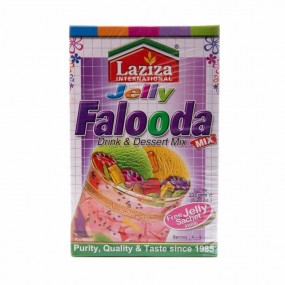 Laziza
INTERNATIONAL
Jelly
Falooda
Drink & Dessert Mix
MIX
Free Jelly
Sachet
Purity, Quality & Taste since 1985